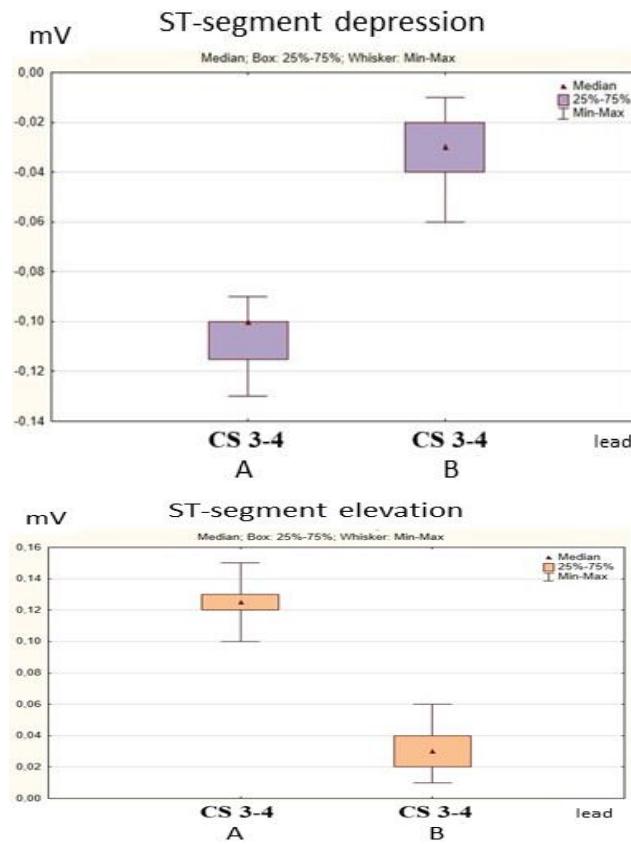 ST-segment depression
mV
Median; Box: 25%-75%; Whisker: Min-Max
0,00
-0,02
-0,04
-0,06
-0,08
-0,10
-0,12
-0,14
Median
25%-75%
Min-Max
CS 3-4
CS 3-4
lead
A
B
ST-segment elevation
mV
Median; Box: 25%-75%; Whisker: Min-Max
0,16
0,14
0,12
0,10
0,08
0,06
0,04
0,02
0,00
Median
25%-75%
Min-Max
CS 3-4
CS 3-4
lead
A
B